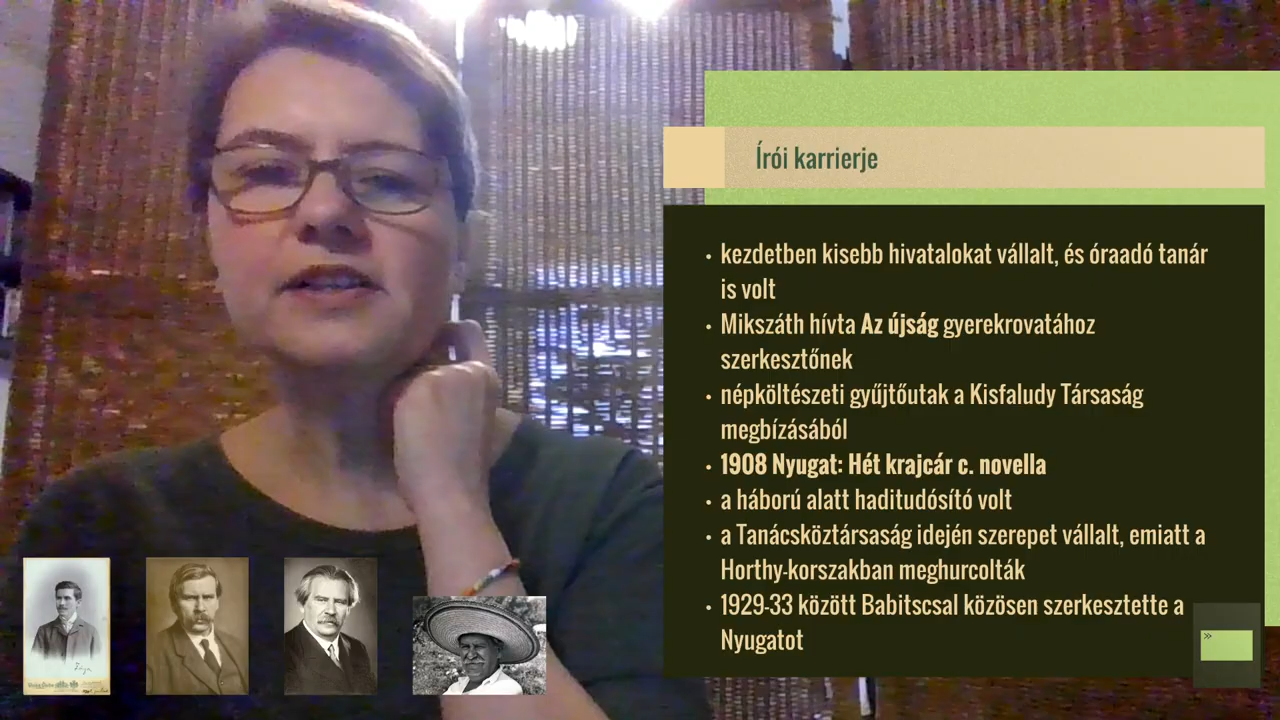 Írói karrierje
• kezdetben kisebb hivatalokat vállalt, és óraadó tanár
is volt
• Mikszáth hívta Az újság gyerekrovatához
szerkesztőnek
• népköltészeti gyűjtőutak a Kisfaludy Társaság
megbízásából
• 1908 Nyugat: Hét krajcár c. novella
• a háború alatt haditudósító volt
• a Tanácsköztársaság idején szerepet vállalt, emiatt a
Horthy-korszakban meghurcolták
• 1929-33 között Babitscsal közösen szerkesztette a
Nyugatot